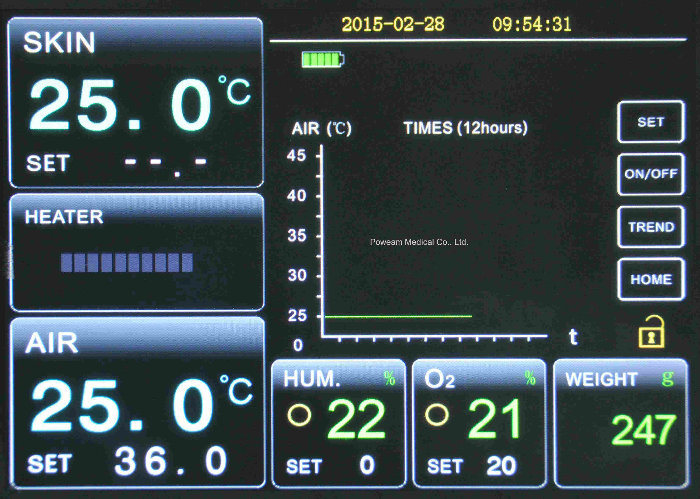 2015-02-28 09:54:31
SKIN
25.0℃
SET --.-
HEATER
AIR
25.0℃
SET 36.0
AIR (℃) TIMES (12hours)
45
40
35
30
25
0
t
Poweam Medical Co., Ltd.
SET
ON/OFF
TREND
HOME
HUM. %
22
SET 0
O₂ %
21
SET 20
WEIGHT g
247